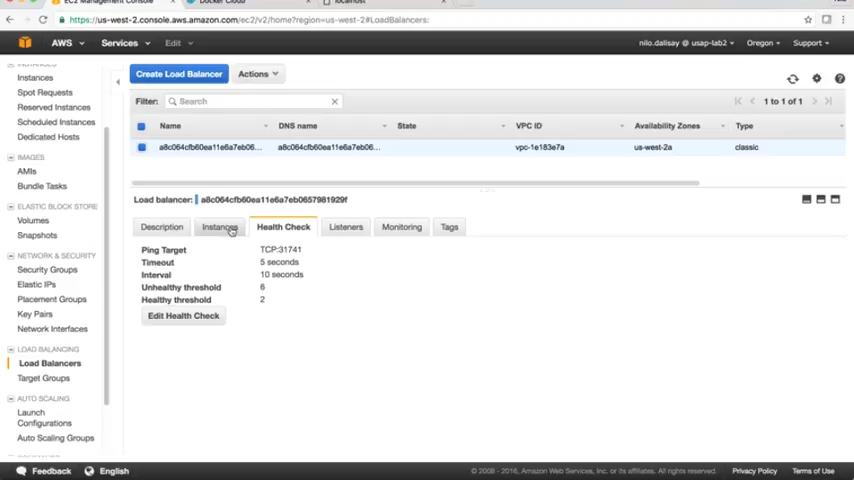 EC2 Management Console
Docker Cloud
localhost
https://us-west-2.console.aws.amazon.com/ec2/v2/home?region=us-west-2#LoadBalancers:
AWS Services Edit nilo.dalisay @ usap-lab2 Oregon Support
INSTANCES
Instances
Spot Requests
Reserved Instances
Scheduled Instances
Dedicated Hosts
IMAGES
AMIs
Bundle Tasks
ELASTIC BLOCK STORE
Volumes
Snapshots
NETWORK & SECURITY
Security Groups
Elastic IPs
Placement Groups
Key Pairs
Network Interfaces
LOAD BALANCING
Load Balancers
Target Groups
AUTO SCALING
Launch
Configurations
Auto Scaling Groups
Create Load Balancer Actions
Filter: Search 1 to 1 of 1
Name DNS name State VPC ID Availability Zones Type
a8c064cfb60ea11e6a7eb06... a8c064cfb60ea11e6a7eb06... vpc-1e183e7a us-west-2a classic
Load balancer: a8c064cfb60ea11e6a7eb0657981929f
Description Instances Health Check Listeners Monitoring Tags
Ping Target TCP:31741
Timeout 5 seconds
Interval 10 seconds
Unhealthy threshold 6
Healthy threshold 2
Edit Health Check
Feedback English © 2008 - 2016, Amazon Web Services, Inc. or its affiliates. All rights reserved. Privacy Policy Terms of Use